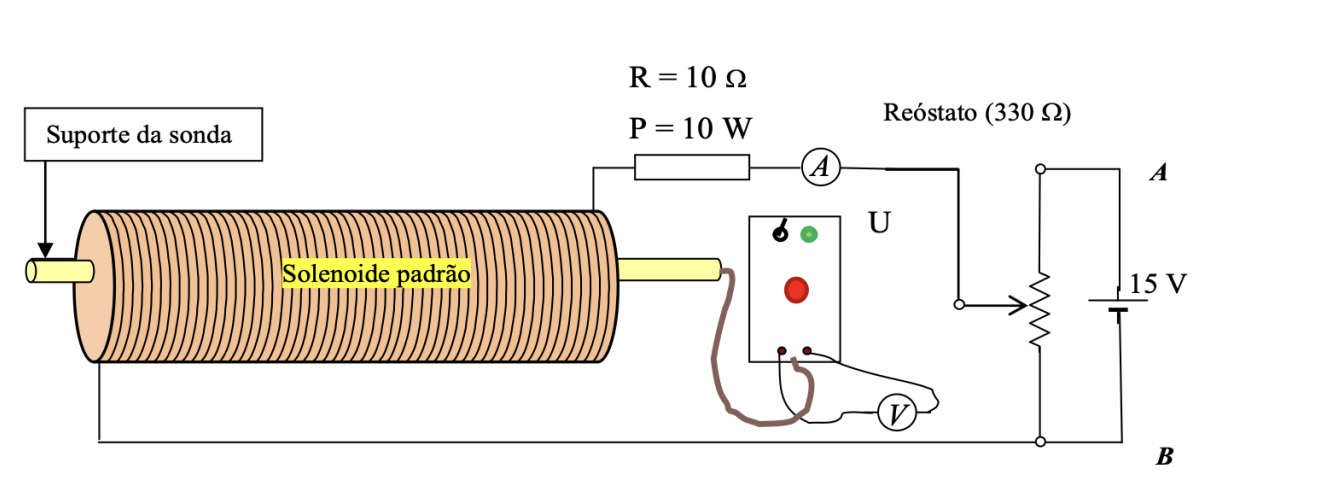 R = 10 Ω
P = 10 W
Reóstato (330 Ω)
Suporte da sonda
A
A
U
Solenoide padrão
15 V
V
B